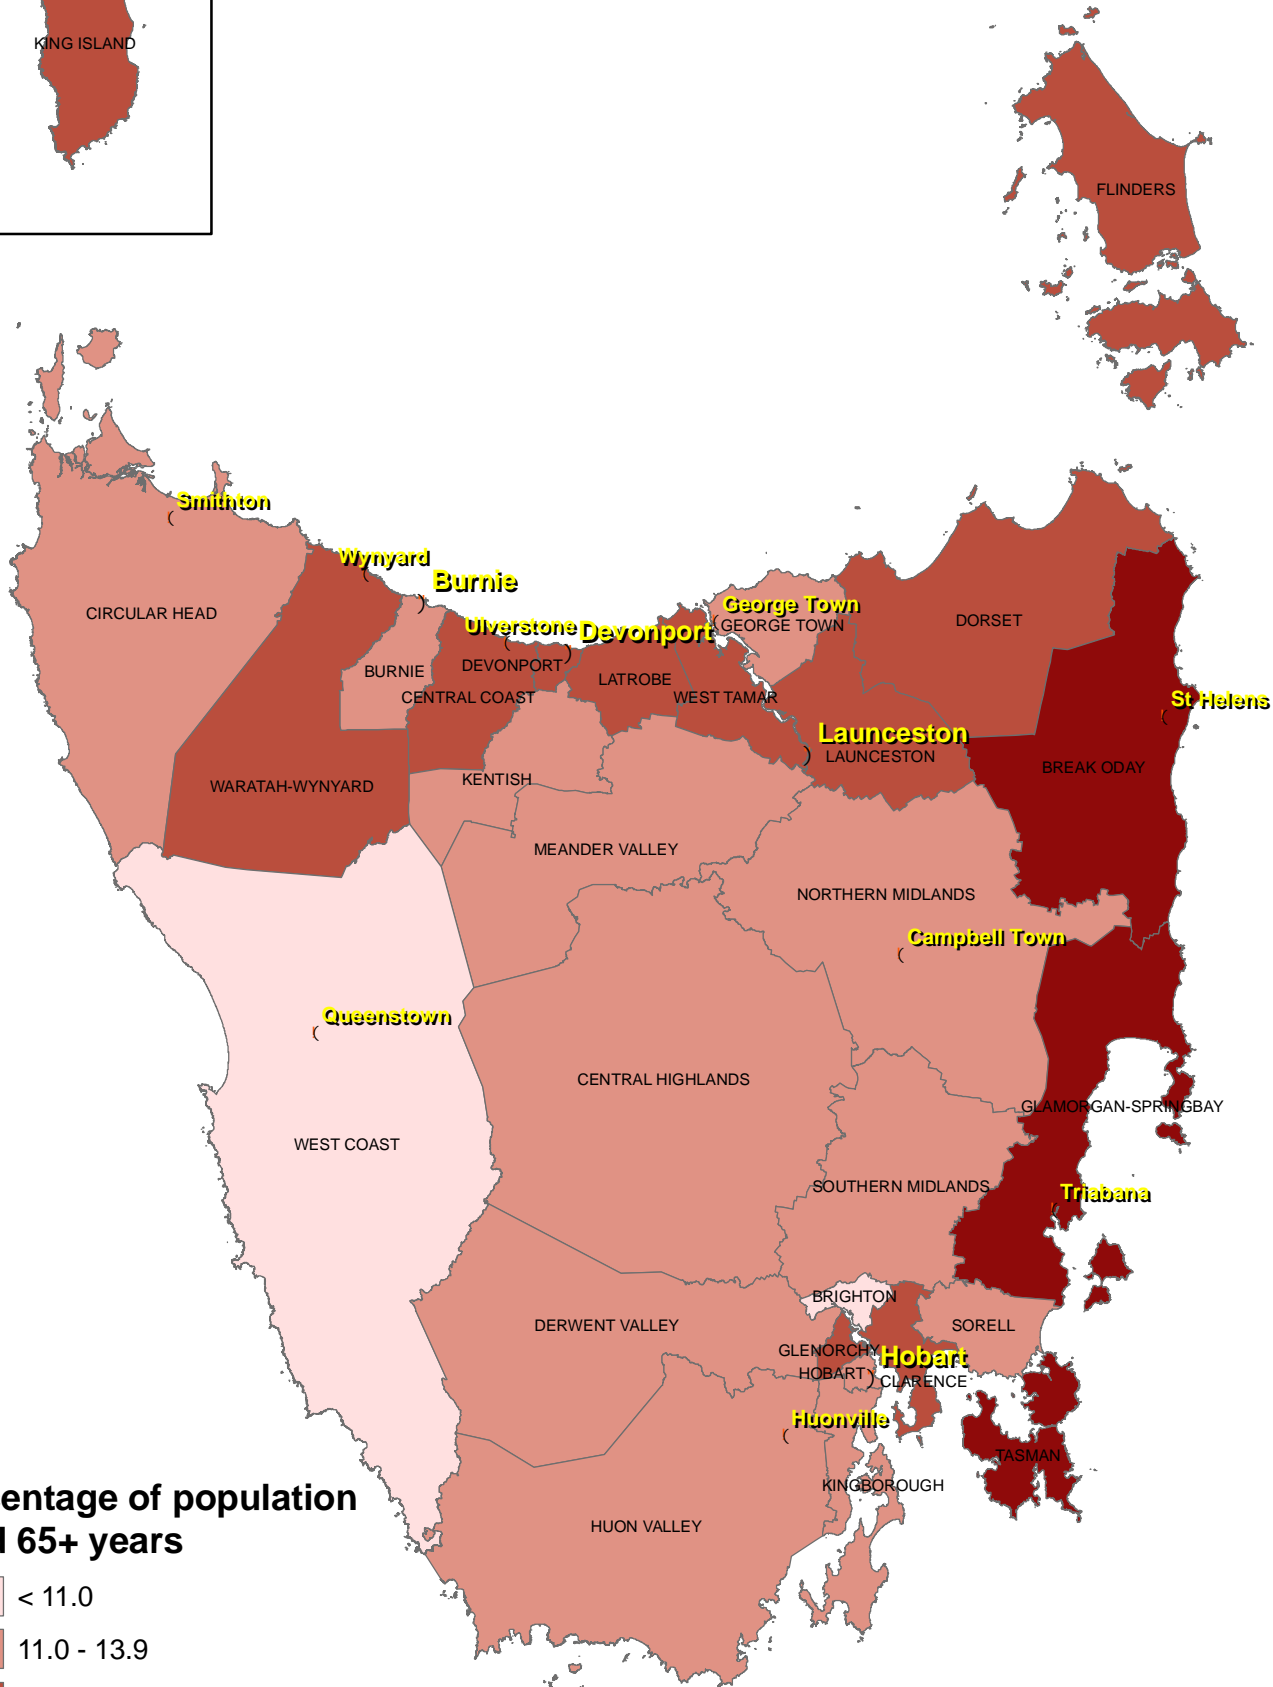 KING ISLAND
FLINDERS
Smithton
Wynyard
Burnie
George Town
CIRCULAR HEAD
GEORGE TOWN
DORSET
Ulverstone
Devonport
DEVONPORT
BURNIE
LATROBE
CENTRAL COAST
WEST TAMAR
St Helens
Launceston
LAUNCESTON
BREAK ODAY
KENTISH
WARATAH-WYNYARD
MEANDER VALLEY
NORTHERN MIDLANDS
Campbell Town
Queenstown
CENTRAL HIGHLANDS
GLAMORGAN-SPRINGBAY
WEST COAST
SOUTHERN MIDLANDS
Triabana
BRIGHTON
DERWENT VALLEY
SORELL
GLENORCHY
Hobart
HOBART
CLARENCE
Huonville
TASMAN
KINGBOROUGH
HUON VALLEY
entage of population
65+ years
< 11.0
11.0 - 13.9